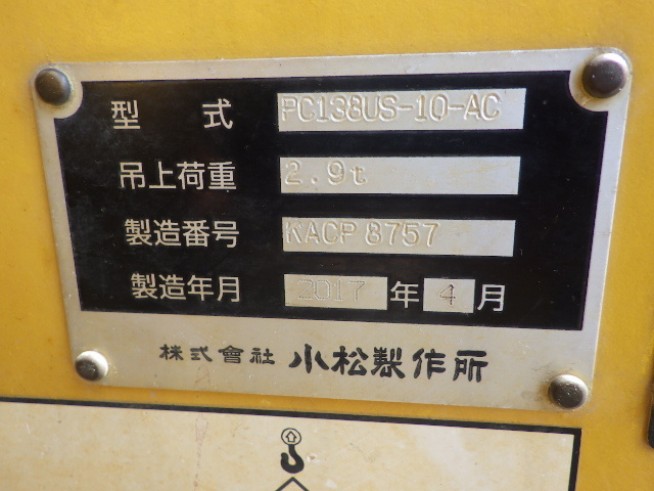 型式 PC138US-10-AC
吊上荷重 2.9t
製造番号 KACP 8757
製造年月 2017 年 4 月
株式會社 小松製作所